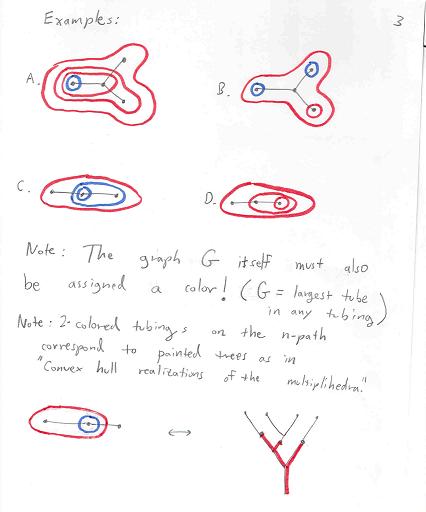 Examples: 3
A. B.
C. D.
Note: The graph G itself must also
be assigned a color! (G = largest tube
in any tubing)
Note: 2-colored tubings on the n-path
correspond to painted trees as in
"Convex hull realizations of the multiplihedra."